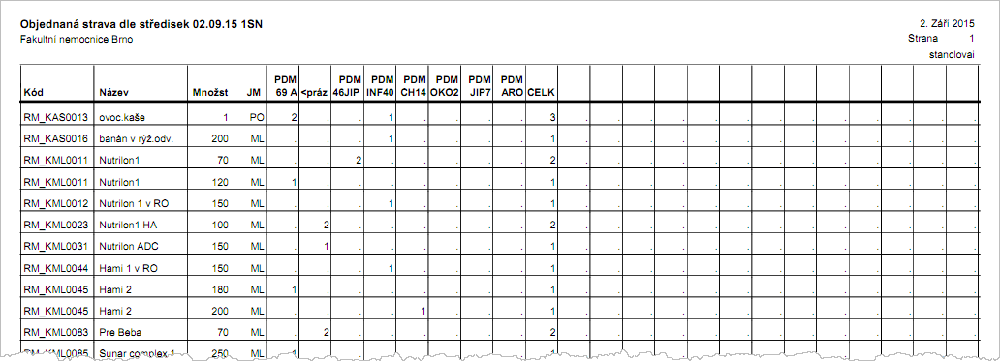 Objednaná strava dle středisek 02.09.15 1SN
2. Září 2015
Fakultní nemocnice Brno
Strana 1
stanclovai
PDM PDM PDM PDM PDM PDM PDM
Kód Název Množst JM 69 A <práz 46JIP INF40 CH14 OKO2 JIP7 ARO CELK
RM_KAS0013 ovoc.kaše 1 PO 2 . . 1 . . . . 3 . . . . . . . . . . . . .
RM_KAS0016 banán v rýž.odv. 200 ML . . . 1 . . . . 1 . . . . . . . . . . . . .
RM_KML0011 Nutrilon1 70 ML . . 2 . . . . . 2 . . . . . . . . . . . . .
RM_KML0011 Nutrilon1 120 ML 1 . . . . . . . 1 . . . . . . . . . . . . .
RM_KML0012 Nutrilon 1 v RO 150 ML . . . 1 . . . . 1 . . . . . . . . . . . . .
RM_KML0023 Nutrilon1 HA 100 ML . 2 . . . . . . 2 . . . . . . . . . . . . .
RM_KML0031 Nutrilon ADC 150 ML . 1 . . . . . . 1 . . . . . . . . . . . . .
RM_KML0044 Hami 1 v RO 150 ML . . . 1 . . . . 1 . . . . . . . . . . . . .
RM_KML0045 Hami 2 180 ML 1 . . . . . . . 1 . . . . . . . . . . . . .
RM_KML0045 Hami 2 200 ML . . . . 1 . . . 1 . . . . . . . . . . . . .
RM_KML0083 Pre Beba 70 ML . 2 . . . . . . 2 . . . . . . . . . . . . .
RM_KML0085 Sunar complex 1 250 ML 1 . . . . . . . 1 . . . . . . . . . . . . .